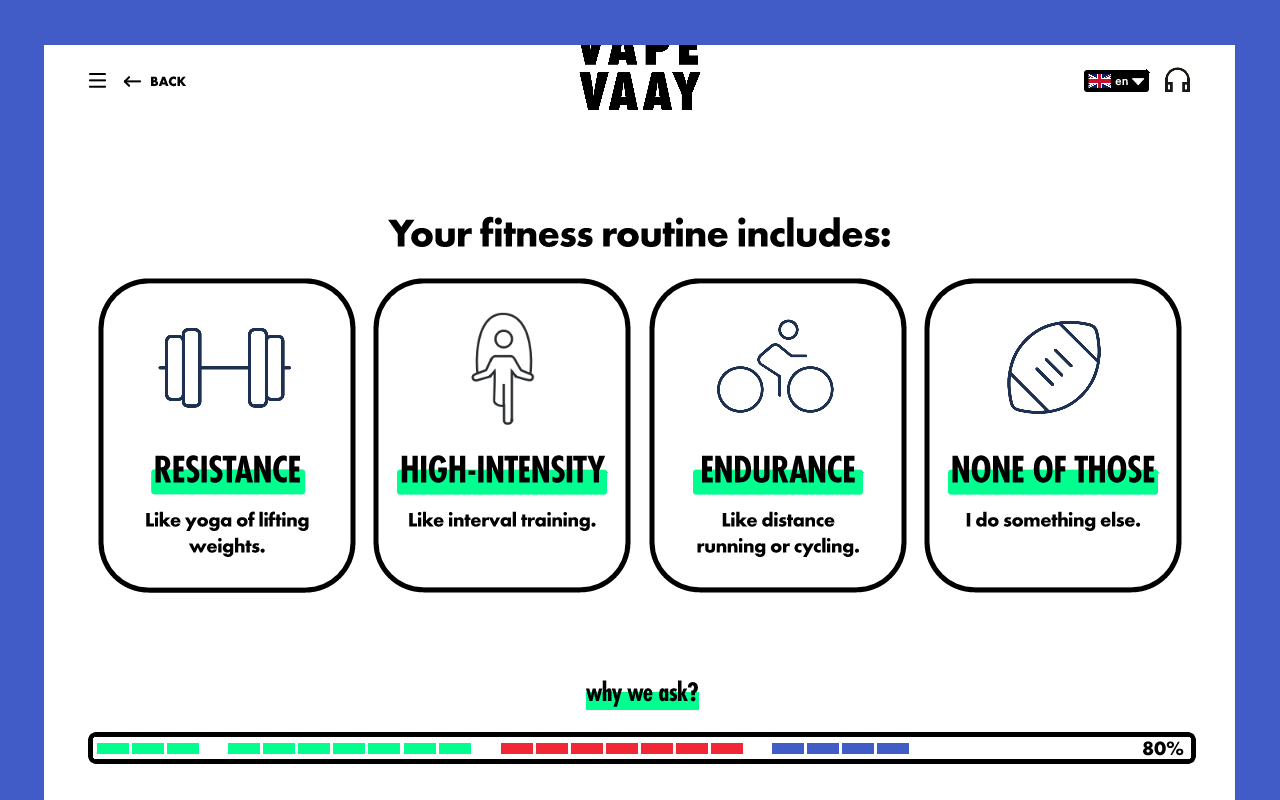 VAPE
VAAY
BACK
en
Your fitness routine includes:
RESISTANCE
Like yoga of lifting
weights.
HIGH-INTENSITY
Like interval training.
ENDURANCE
Like distance
running or cycling.
NONE OF THOSE
I do something else.
why we ask?
80%